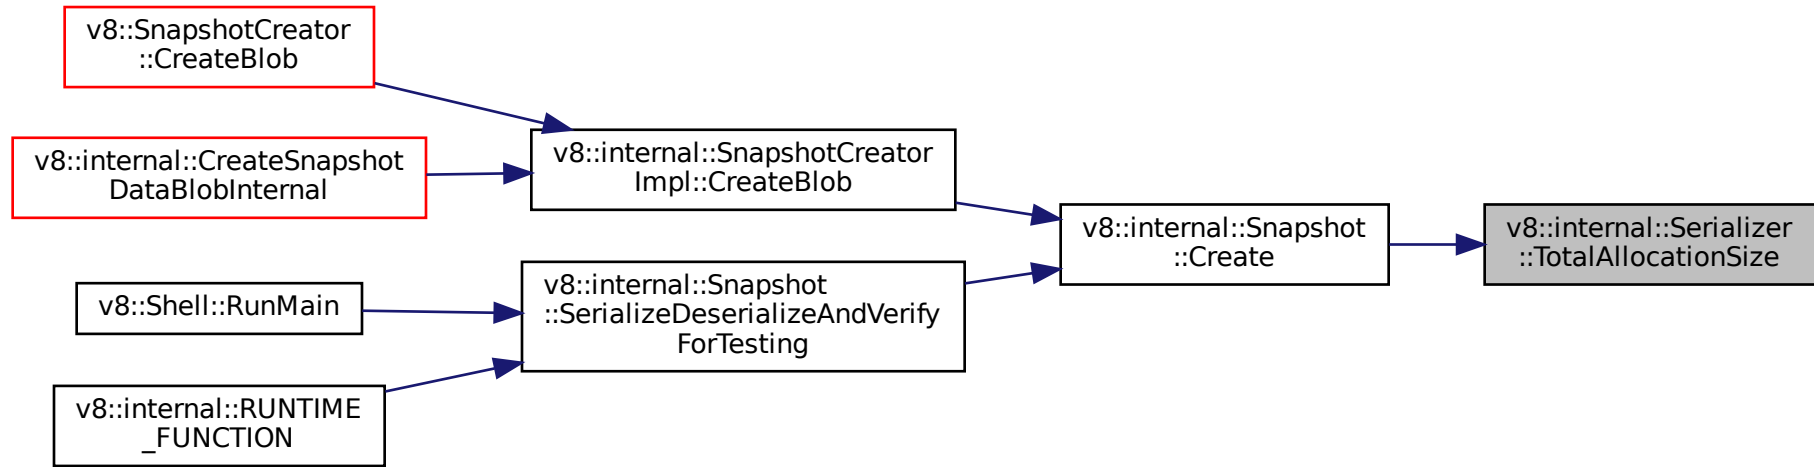 v8::SnapshotCreator
::CreateBlob
v8::internal::CreateSnapshot
DataBlobInternal
v8::internal::SnapshotCreator
Impl::CreateBlob
v8::internal::Snapshot
::Create
v8::internal::Serializer
::TotalAllocationSize
v8::Shell::RunMain
v8::internal::Snapshot
::SerializeDeserializeAndVerify
ForTesting
v8::internal::RUNTIME
_FUNCTION